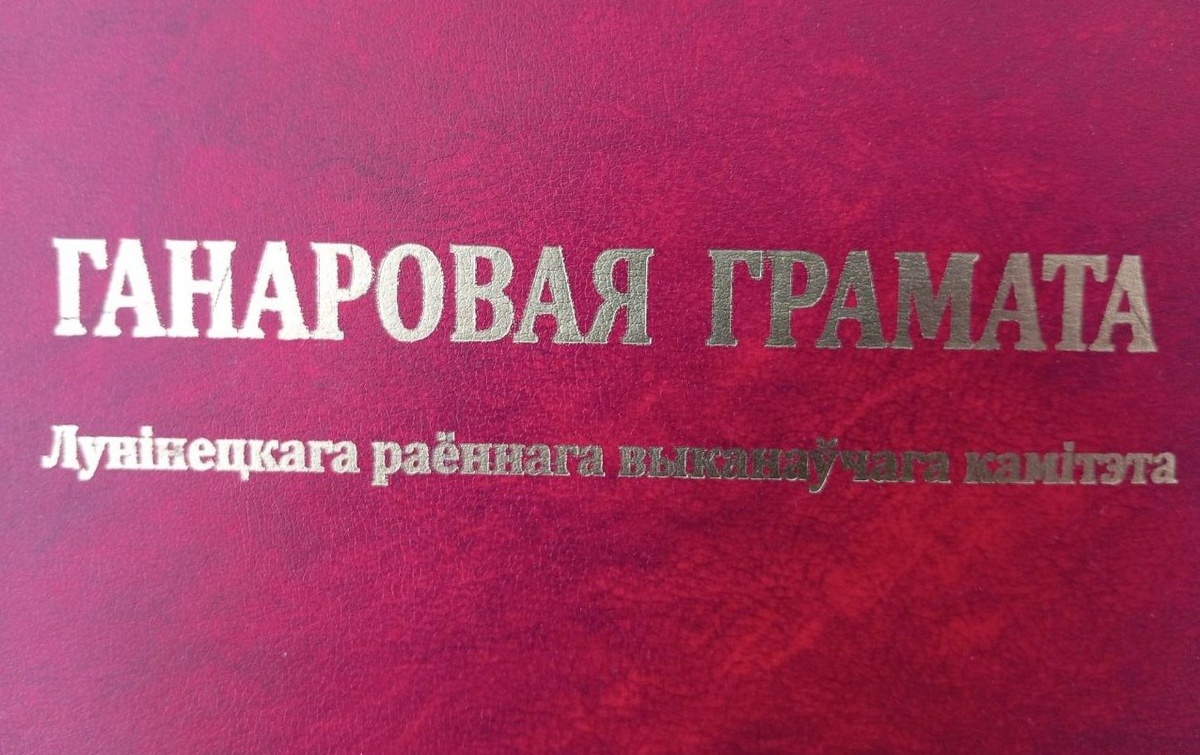 ГАНАРОВАЯ ГРАМАТА
Лунінецкага раённага выканаўчага камітэта